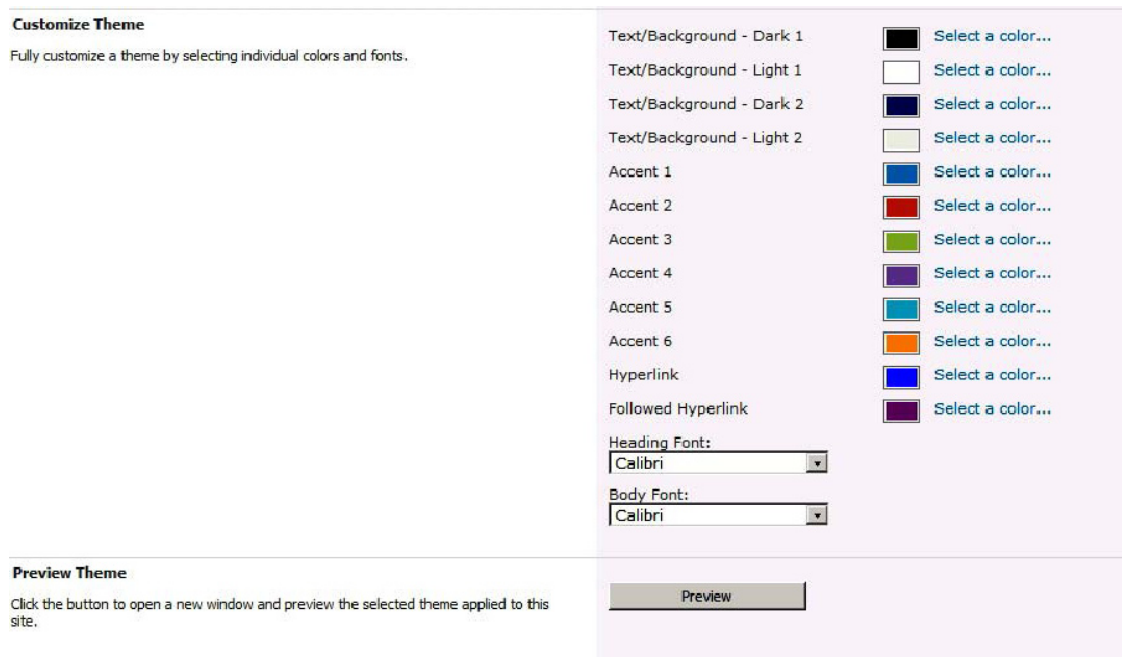 Customize Theme
Fully customize a theme by selecting individual colors and fonts.
Text/Background - Dark 1 Select a color...
Text/Background - Light 1 Select a color...
Text/Background - Dark 2 Select a color...
Text/Background - Light 2 Select a color...
Accent 1 Select a color...
Accent 2 Select a color...
Accent 3 Select a color...
Accent 4 Select a color...
Accent 5 Select a color...
Accent 6 Select a color...
Hyperlink Select a color...
Followed Hyperlink Select a color...
Heading Font:
Calibri
Body Font:
Calibri
Preview Theme
Click the button to open a new window and preview the selected theme applied to this
site.
Preview